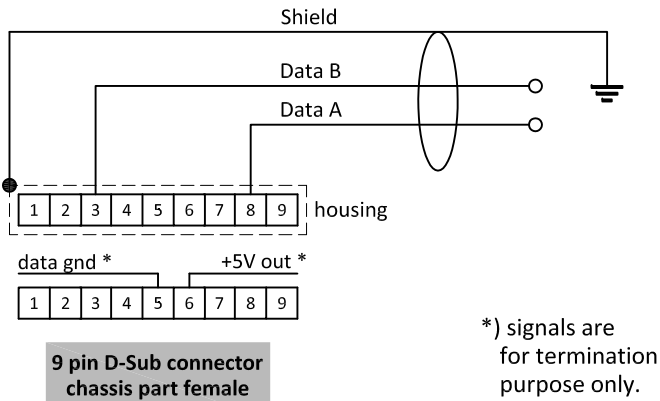 Shield
Data B
Data A
1 2 3 4 5 6 7 8 9 housing
data gnd * +5V out *
1 2 3 4 5 6 7 8 9
9 pin D-Sub connector
chassis part female
*) signals are
for termination
purpose only.